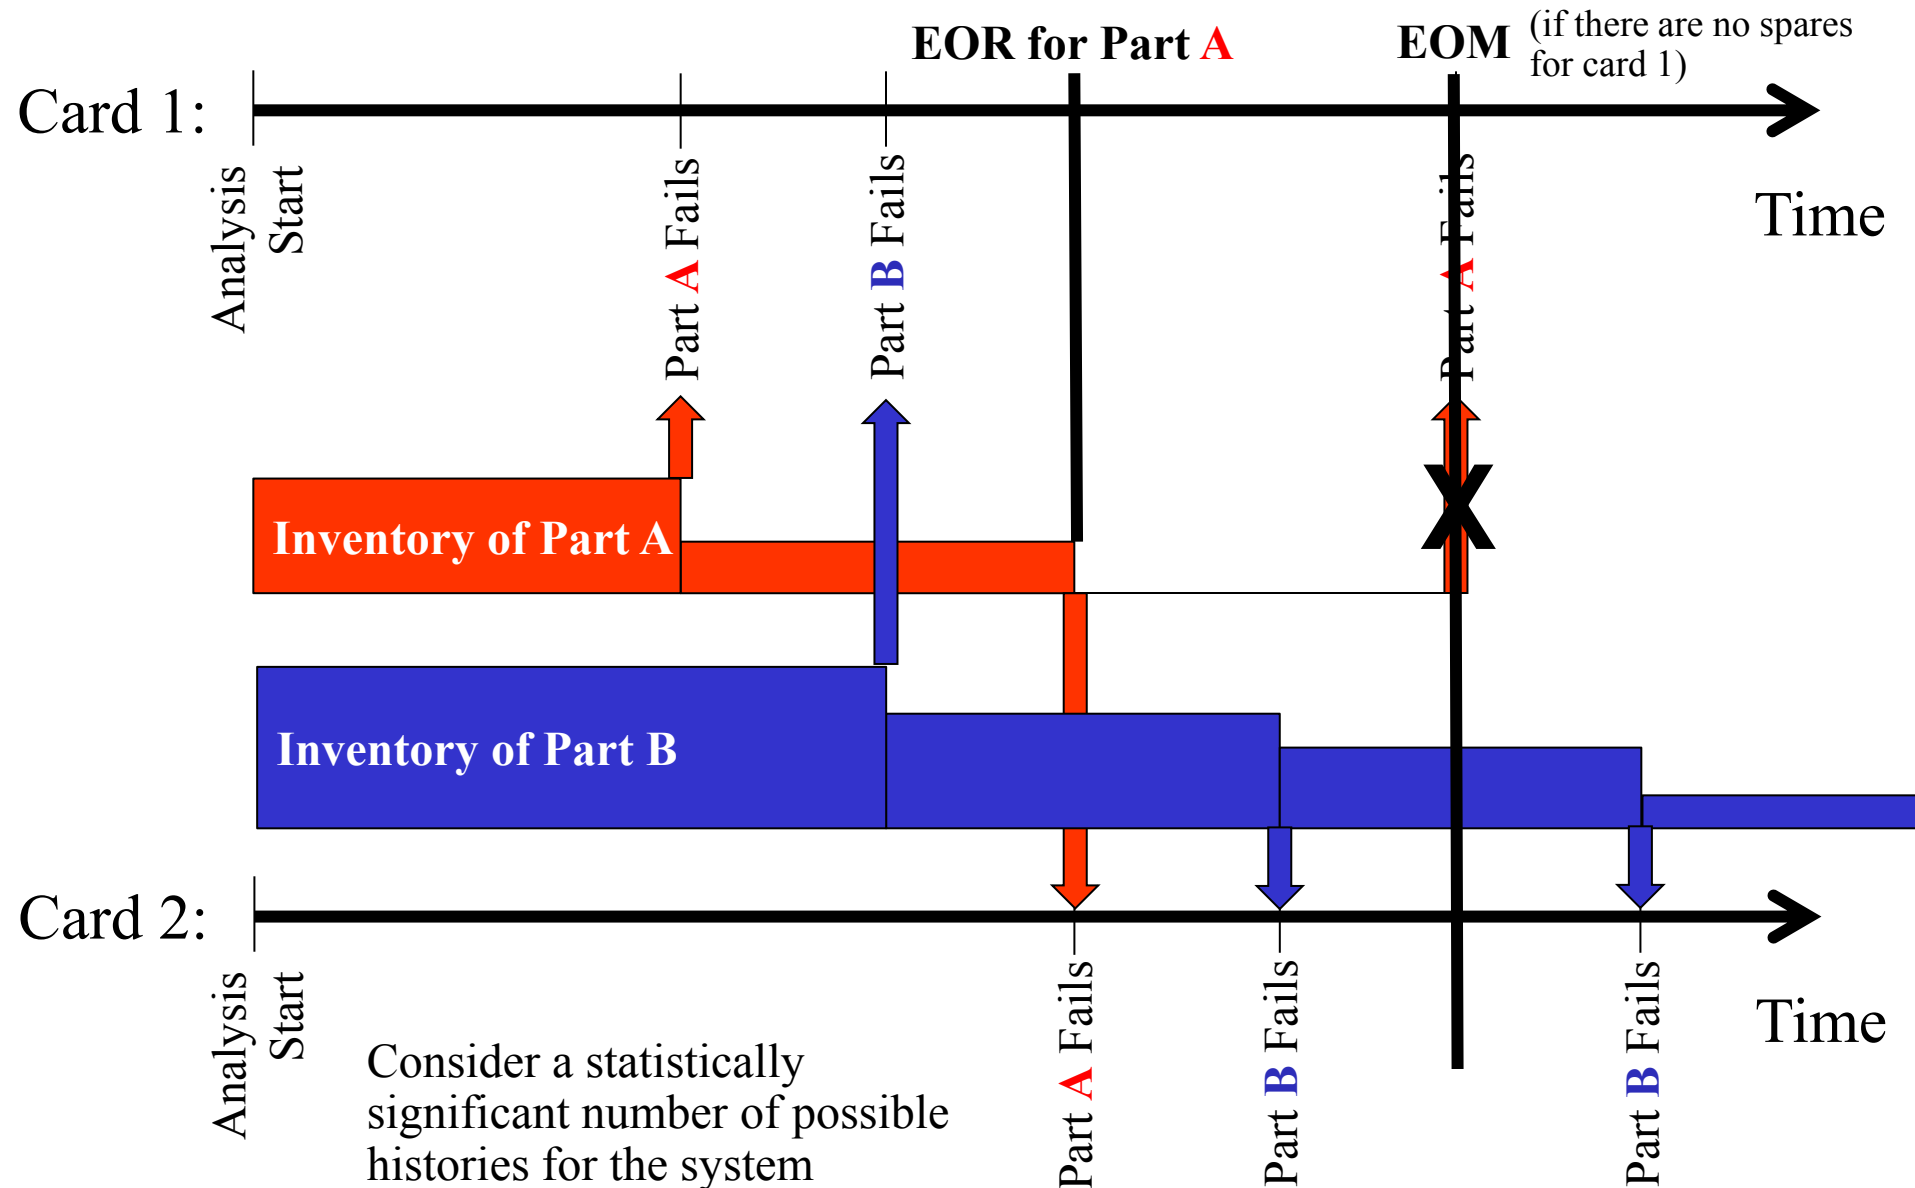 EOR for Part A
EOM
(if there are no spares
for card 1)
Card 1:
Analysis
Start
Part A Fails
Part B Fails
Part A Fails
Time
Inventory of Part A
X
Inventory of Part B
Card 2:
Analysis
Start
Part A Fails
Part B Fails
Part B Fails
Time
Consider a statistically
significant number of possible
histories for the system